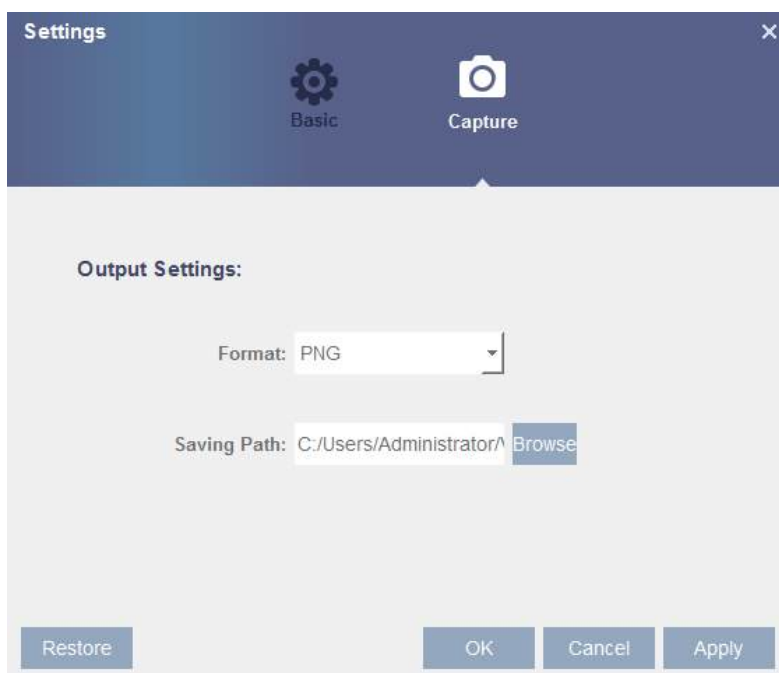 Settings
Basic
Capture
Output Settings:
Format: PNG
Saving Path: C:/Users/Administrator/ Browse
Restore OK Cancel Apply